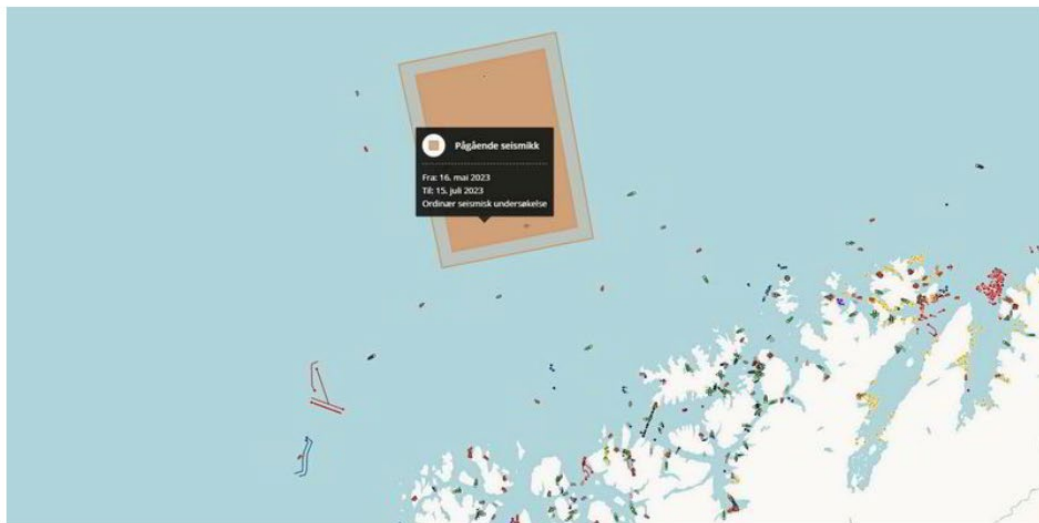 Pågående seismikk
Fra: 16. mai 2023
Til: 15. juli 2023
Ordinær seismisk undersøkelse